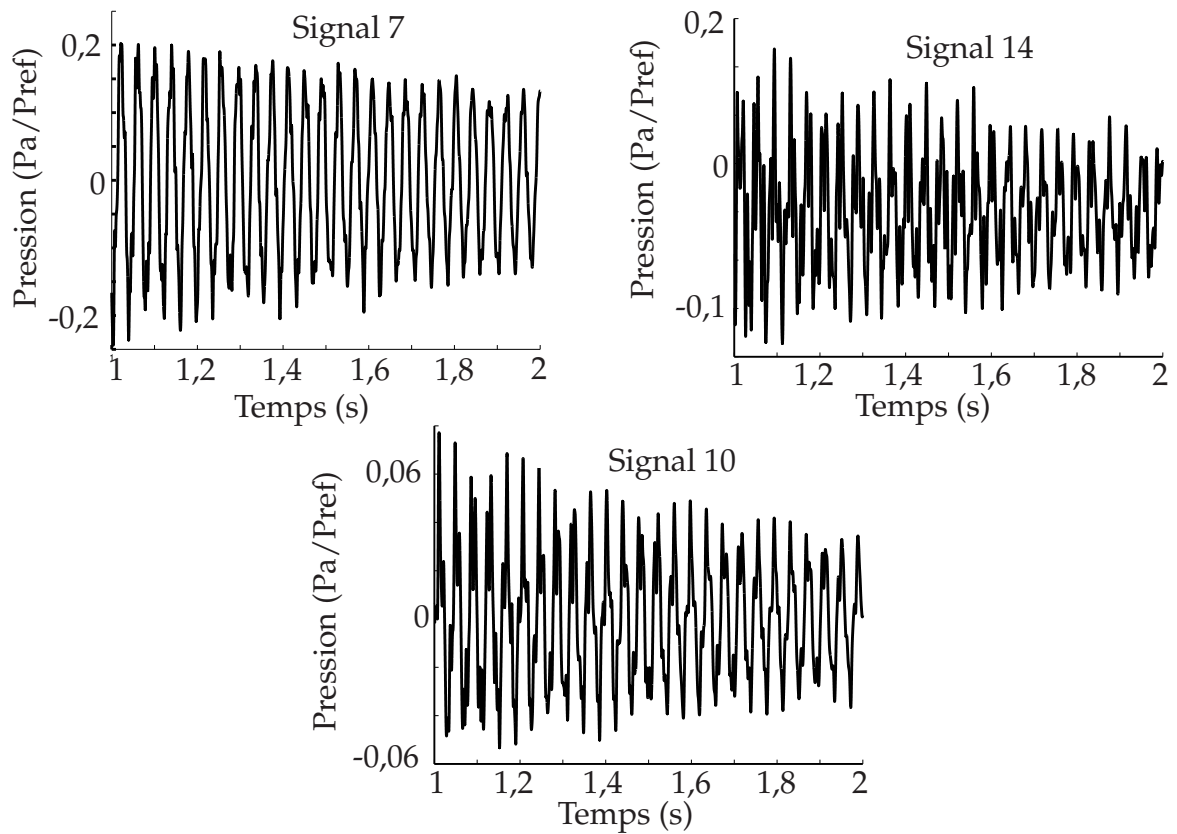 Signal 7
Pression (Pa/Pref)
0,2
0
-0,2
1 1,2 1,4 1,6 1,8 2
Temps (s)
Signal 14
Pression (Pa/Pref)
0,2
0
-0,1
1 1,2 1,4 1,6 1,8 2
Temps (s)
Signal 10
Pression (Pa/Pref)
0,06
0
-0,06
1 1,2 1,4 1,6 1,8 2
Temps (s)